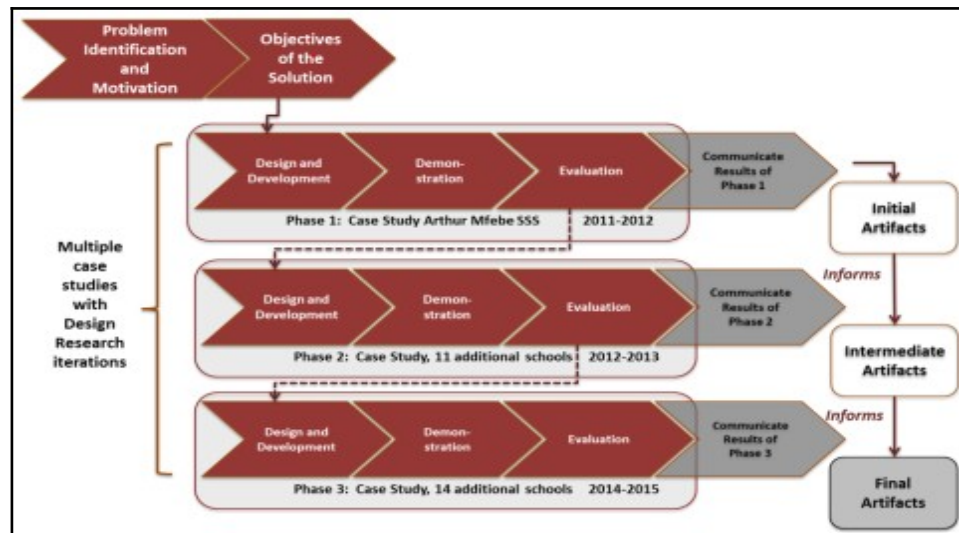 Problem
Identification
and
Motivation
Objectives
of the
Solution
Multiple
case
studies
with
Design
Research
iterations
Design and
Development
Demon-
stration
Evaluation
Communicate
Results of
Phase 1
Phase 1: Case Study Arthur Mfebe SSS 2011-2012
Design and
Development
Demon-
stration
Evaluation
Communicate
Results of
Phase 2
Phase 2: Case Study, 11 additional schools 2012-2013
Design and
Development
Demon-
stration
Evaluation
Communicate
Results of
Phase 3
Phase 3: Case Study, 14 additional schools 2014-2015
Initial
Artifacts
Informs
Intermediate
Artifacts
Informs
Final
Artifacts